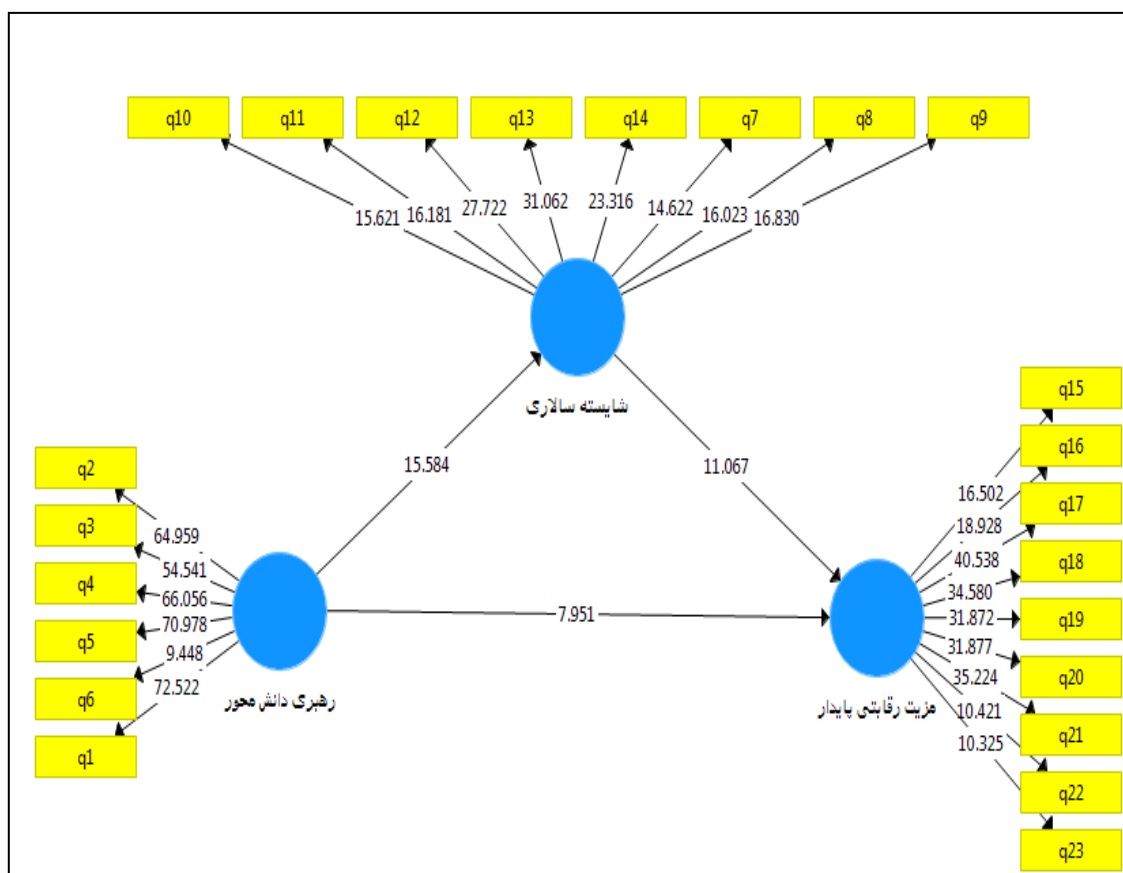 q10 q11 q12 q13 q14 q7 q8 q9
15.621 16.181 27.722 31.062 23.316 14.622 16.023 16.830
شایسته سالاری
15.584
11.067
7.951
q2
q3
q4
q5
q6
q1
64.959
54.541
66.056
70.978
9.448
72.522
رهبری دانش محور
q15
q16
q17
q18
q19
q20
q21
q22
q23
16.502
18.928
40.538
34.580
31.872
31.877
35.224
10.421
10.325
مزیت رقابتی پایدار